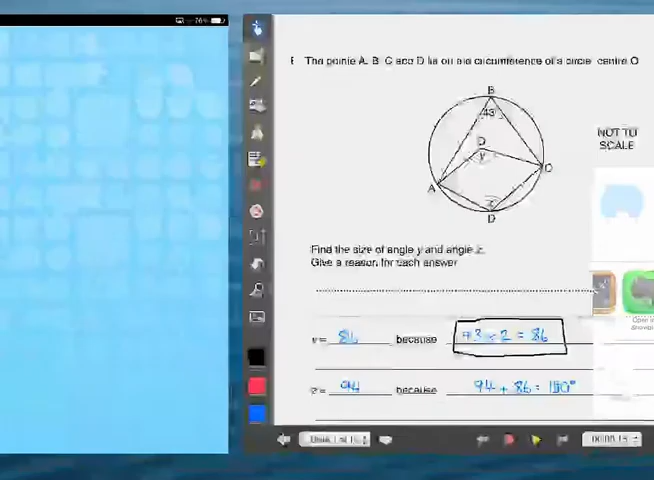 76%
The points A, B, C and D lie on the circumference of a circle, centre O
B
43°
NOT TO
SCALE
y
C
A
z
D
Find the size of angle y and angle z.
Give a reason for each answer
y = 86 because 43 × 2 = 86
z = 94 because 94 + 86 = 180°